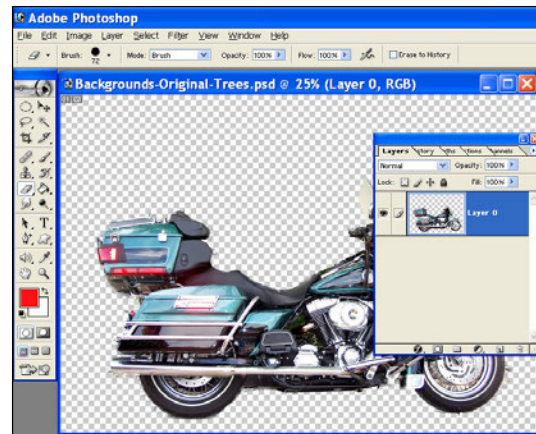 Adobe Photoshop
File Edit Image Layer Select Filter View Window Help
Brush: 72 Mode: Brush Opacity: 100% Flow: 100% Erase to History
Backgrounds-Original-Trees.psd @ 25% (Layer 0, RGB)
Layers
Normal Opacity: 100%
Lock: Fill: 100%
Layer 0
T